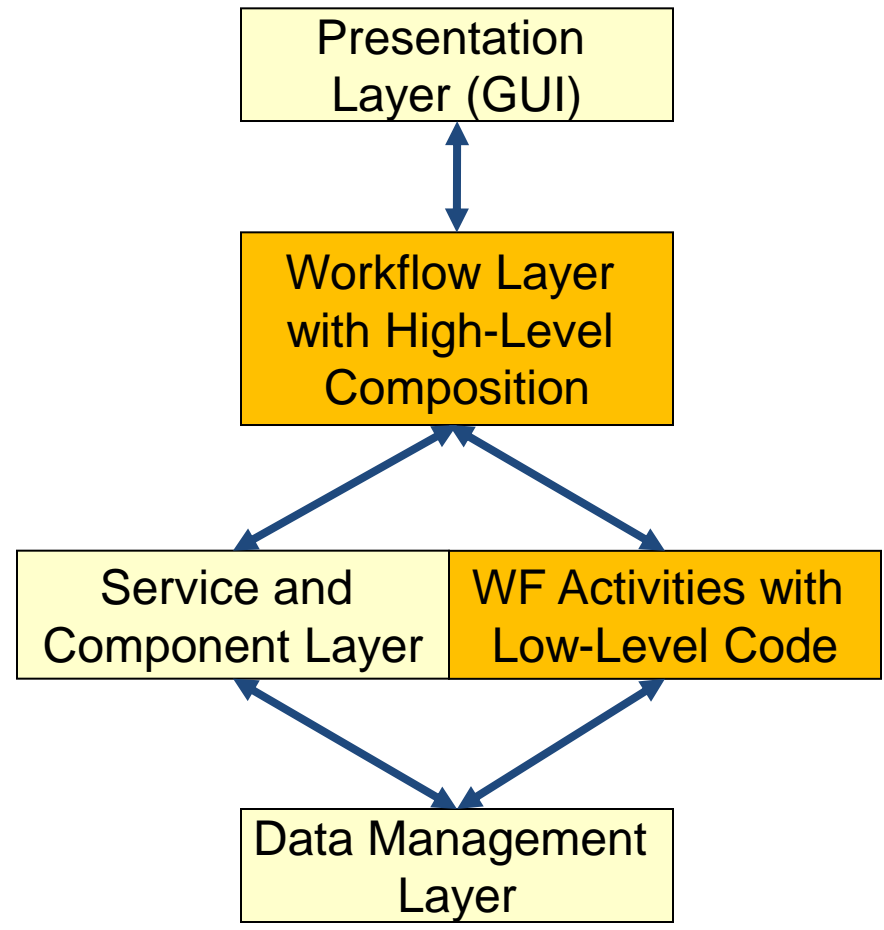 Presentation
Layer (GUI)
Workflow Layer
with High-Level
Composition
Service and
Component Layer
WF Activities with
Low-Level Code
Data Management
Layer